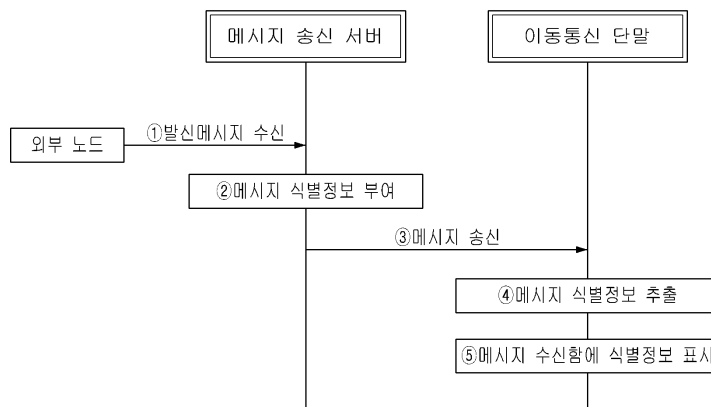 메시지 송신 서버
이동통신 단말
외부 노드
①발신메시지 수신
②메시지 식별정보 부여
③메시지 송신
④메시지 식별정보 추출
⑤메시지 수신함에 식별정보 표시